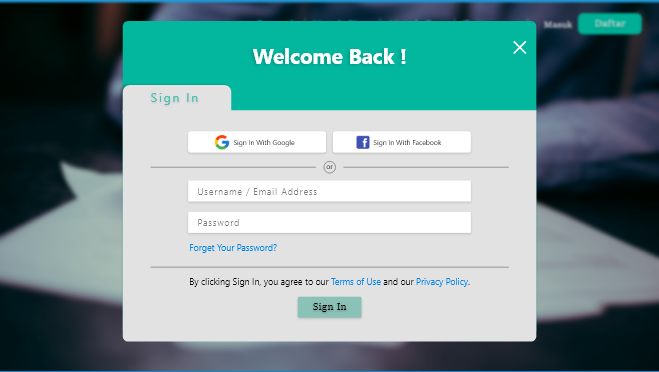 Masuk
Daftar
Welcome Back !
Sign In
Sign In With Google
Sign In With Facebook
or
Username / Email Address
Password
Forget Your Password?
By clicking Sign In, you agree to our Terms of Use and our Privacy Policy.
Sign In